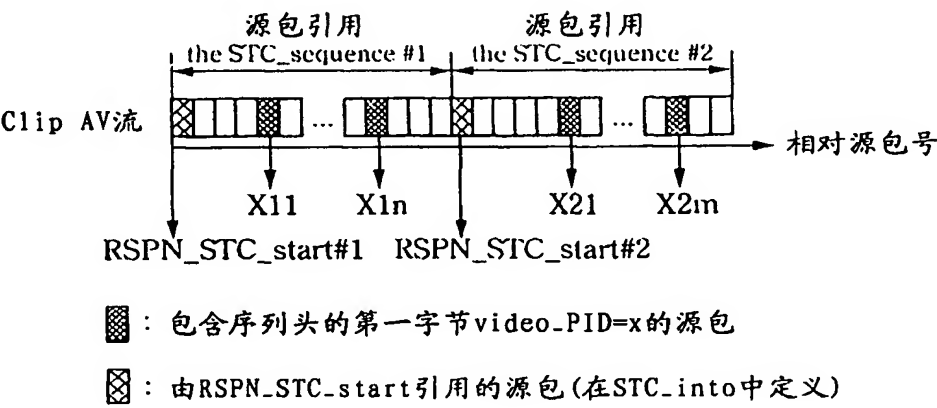 源包引用 源包引用
the STC_sequence #1 the STC_sequence #2
Clip AV流
... ...
相对源包号
X11 X1n X21 X2m
RSPN_STC_start#1 RSPN_STC_start#2
: 包含序列头的第一字节video_PID=x的源包
: 由RSPN_STC_start引用的源包(在STC_into中定义)